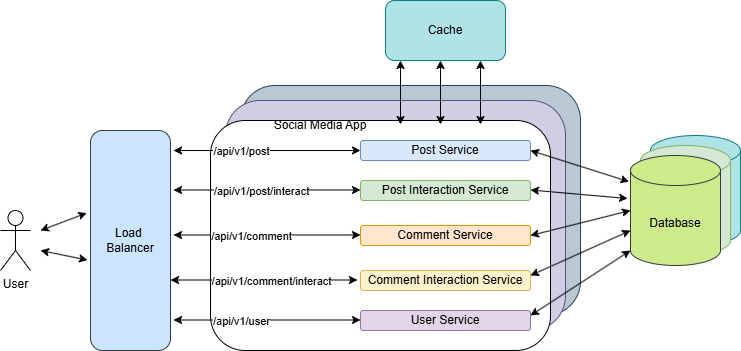 Cache
Social Media App
/api/v1/post
Post Service
/api/v1/post/interact
Post Interaction Service
/api/v1/comment
Comment Service
/api/v1/comment/interact
Comment Interaction Service
/api/v1/user
User Service
Load
Balancer
User
Database